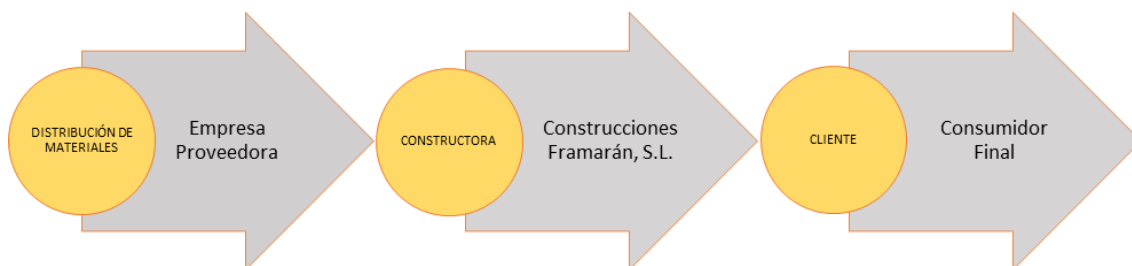 DISTRIBUCIÓN DE
MATERIALES
Empresa
Proveedora
CONSTRUCTORA
Construcciones
Framarán, S.L.
CLIENTE
Consumidor
Final